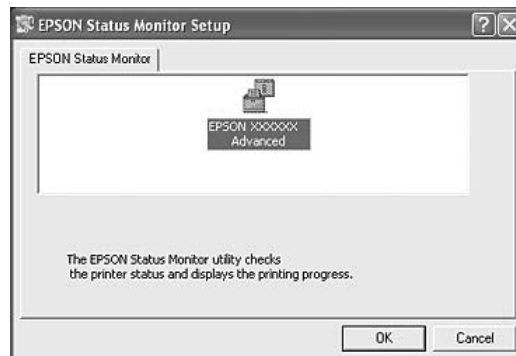 EPSON Status Monitor Setup
EPSON Status Monitor
EPSON XXXXXX
Advanced
The EPSON Status Monitor utility checks
the printer status and displays the printing progress.
OK
Cancel